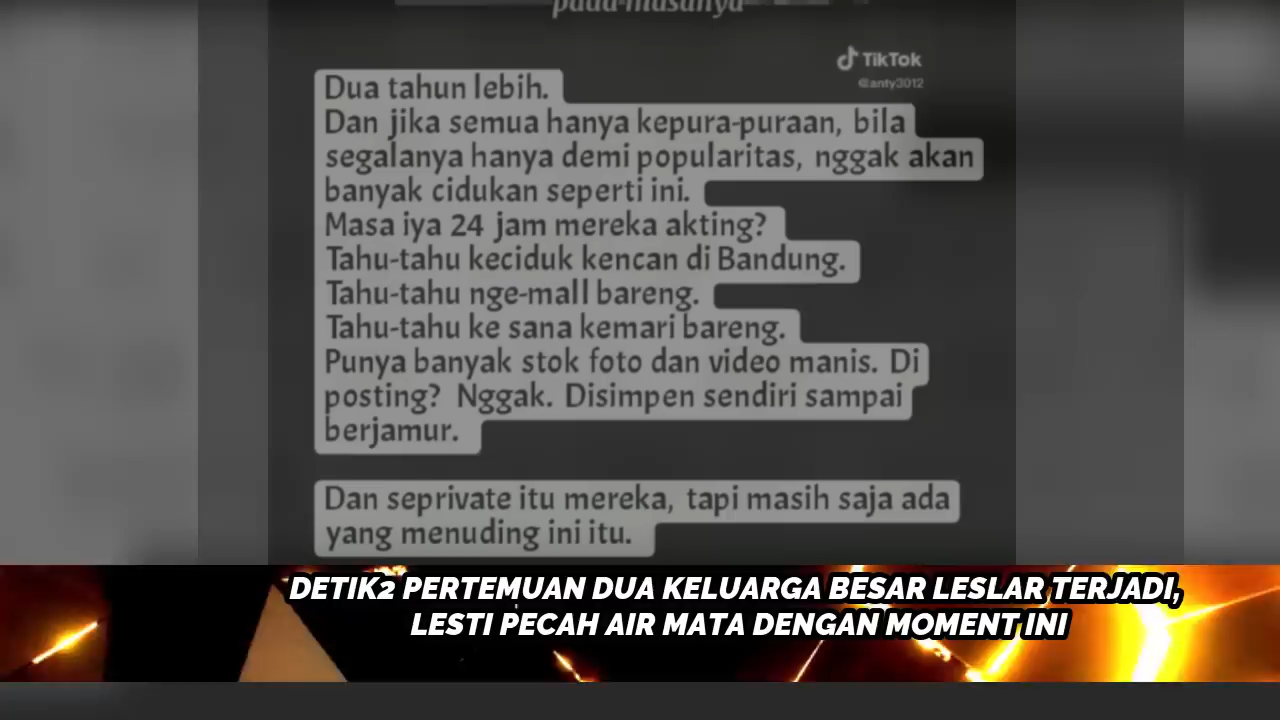 pada masanya
TikTok
@anty3012
Dua tahun lebih.
Dan jika semua hanya kepura-puraan, bila
segalanya hanya demi popularitas, nggak akan
banyak cidukan seperti ini.
Masa iya 24 jam mereka akting?
Tahu-tahu keciduk kencan di Bandung.
Tahu-tahu nge-mall bareng.
Tahu-tahu ke sana kemari bareng.
Punya banyak stok foto dan video manis. Di
posting? Nggak. Disimpen sendiri sampai
berjamur.
Dan seprivate itu mereka, tapi masih saja ada
yang menuding ini itu.
DETIK2 PERTEMUAN DUA KELUARGA BESAR LESLAR TERJADI,
LESTI PECAH AIR MATA DENGAN MOMENT INI